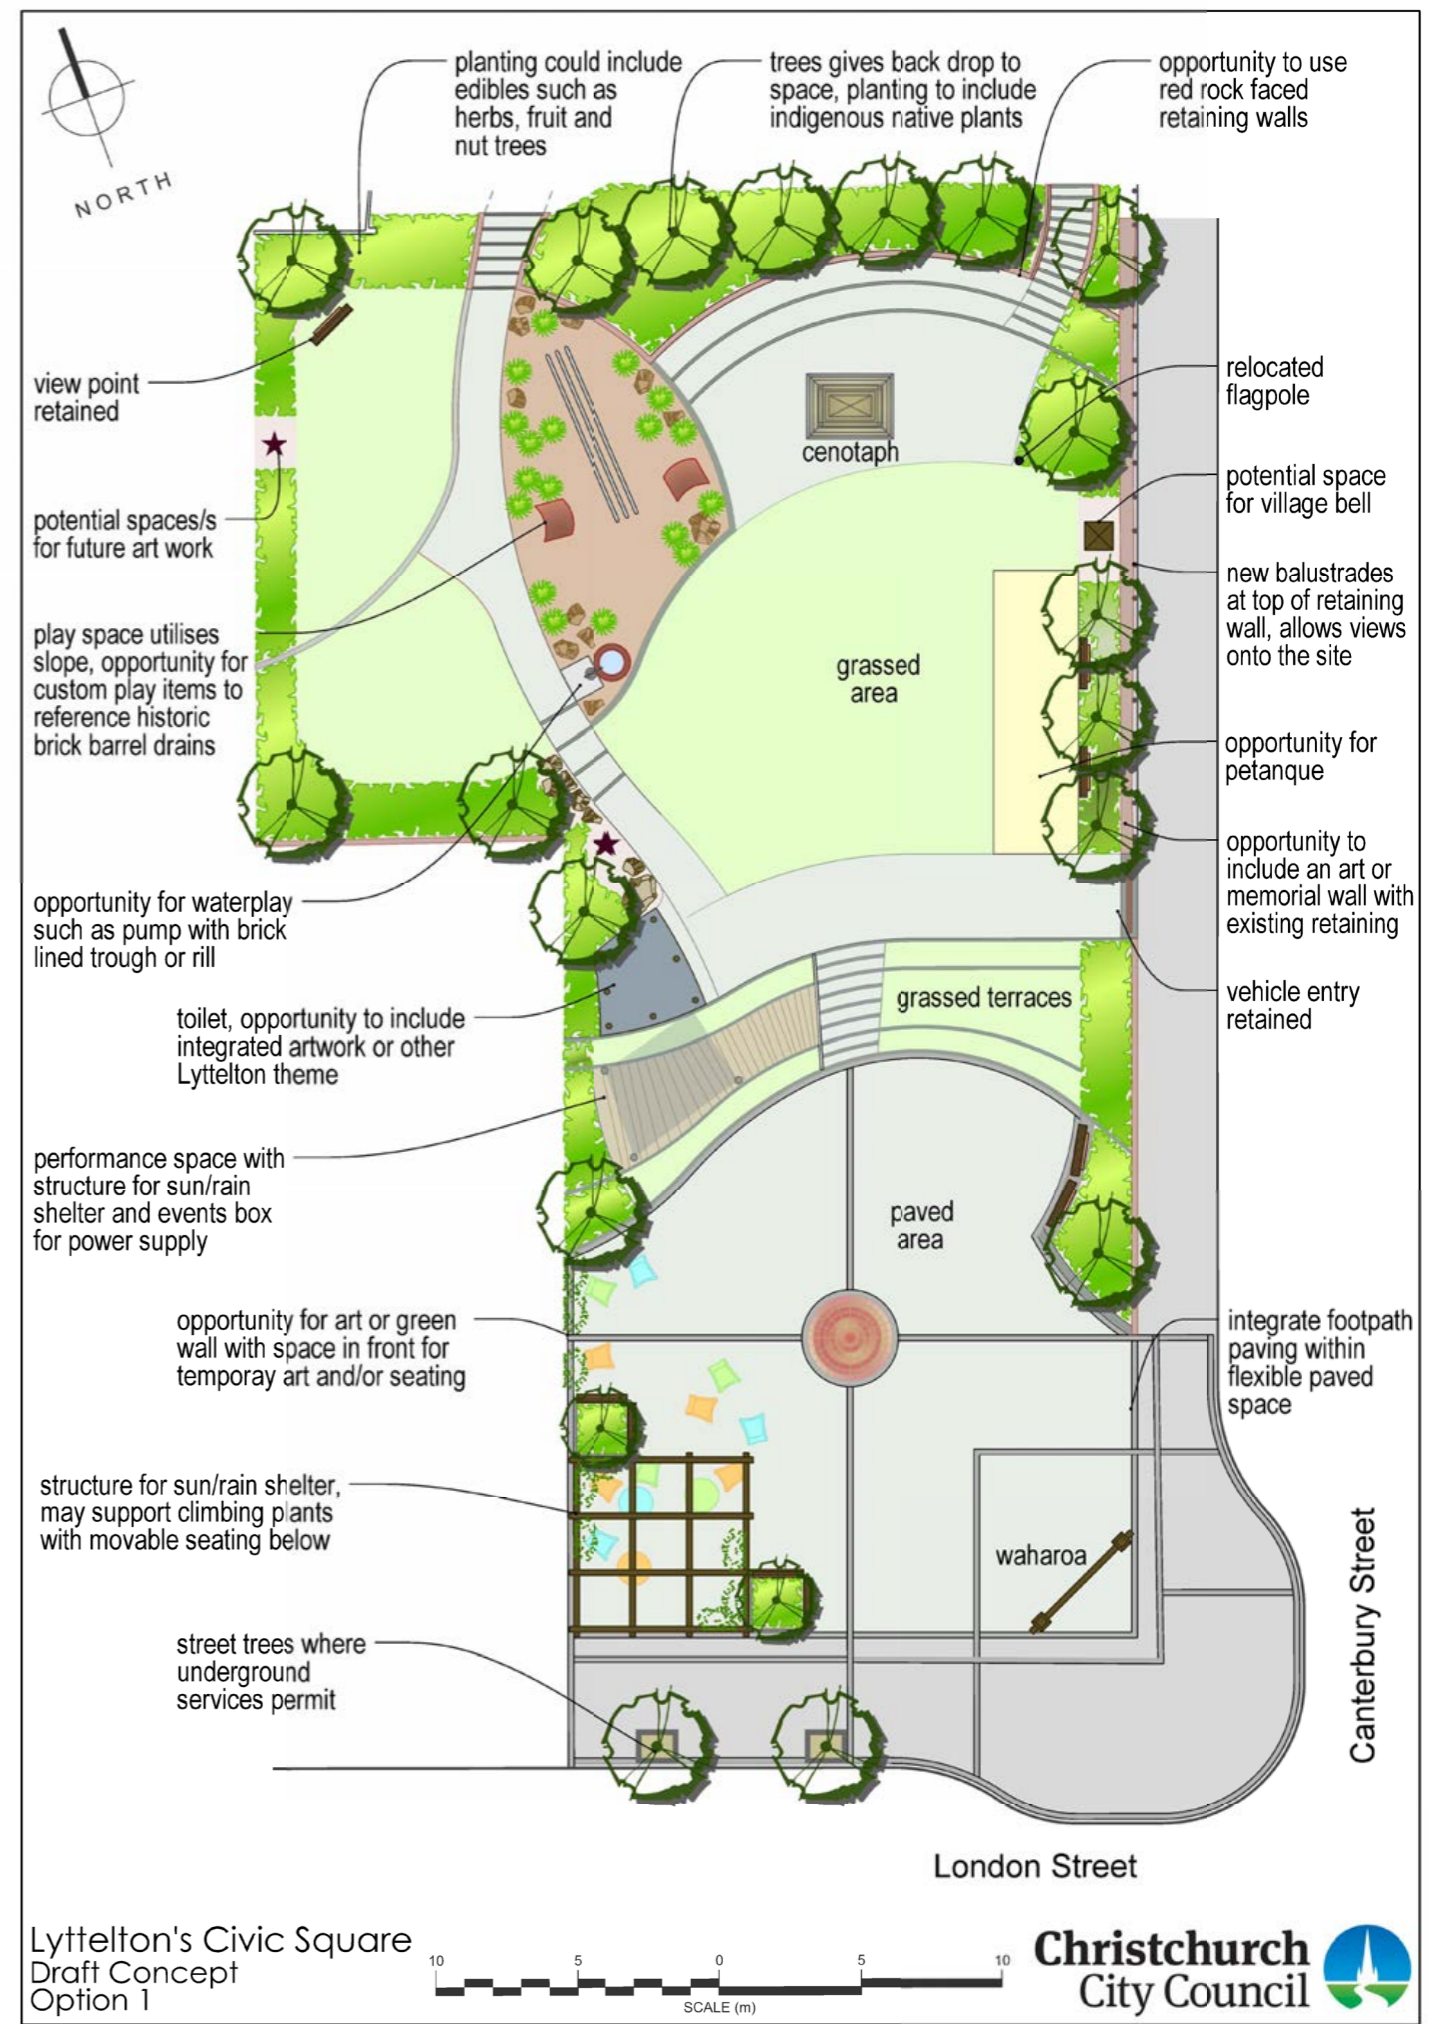 NORTH
planting could include
edibles such as
herbs, fruit and
nut trees
trees gives back drop to
space, planting to include
indigenous native plants
opportunity to use
red rock faced
retaining walls
view point
retained
potential spaces/s
for future art work
play space utilises
slope, opportunity for
custom play items to
reference historic
brick barrel drains
opportunity for waterplay
such as pump with brick
lined trough or rill
toilet, opportunity to include
integrated artwork or other
Lyttelton theme
performance space with
structure for sun/rain
shelter and events box
for power supply
opportunity for art or green
wall with space in front for
temporay art and/or seating
structure for sun/rain shelter,
may support climbing plants
with movable seating below
street trees where
underground
services permit
cenotaph
grassed
area
grassed terraces
paved
area
waharoa
relocated
flagpole
potential space
for village bell
new balustrades
at top of retaining
wall, allows views
onto the site
opportunity for
petanque
opportunity to
include an art or
memorial wall with
existing retaining
vehicle entry
retained
integrate footpath
paving within
flexible paved
space
Canterbury Street
London Street
Lyttelton's Civic Square
Draft Concept
Option 1
10 5 0 5 10
SCALE (m)
Christchurch
City Council